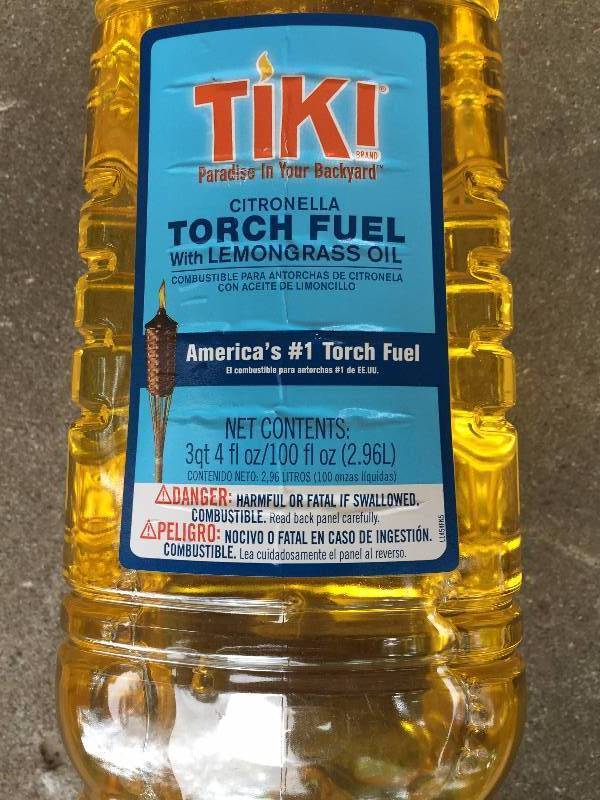 TIKI®
BRAND
Paradise In Your Backyard™
CITRONELLA
TORCH FUEL
With LEMONGRASS OIL
COMBUSTIBLE PARA ANTORCHAS DE CITRONELA
CON ACEITE DE LIMONCILLO
America's #1 Torch Fuel
El combustible para antorchas #1 de EE.UU.
NET CONTENTS:
3qt 4 fl oz/100 fl oz (2.96L)
CONTENIDO NETO: 2,96 LITROS (100 onzas líquidas)
DANGER: HARMFUL OR FATAL IF SWALLOWED.
COMBUSTIBLE. Read back panel carefully.
PELIGRO: NOCIVO O FATAL EN CASO DE INGESTIÓN.
COMBUSTIBLE. Lea cuidadosamente el panel al reverso.